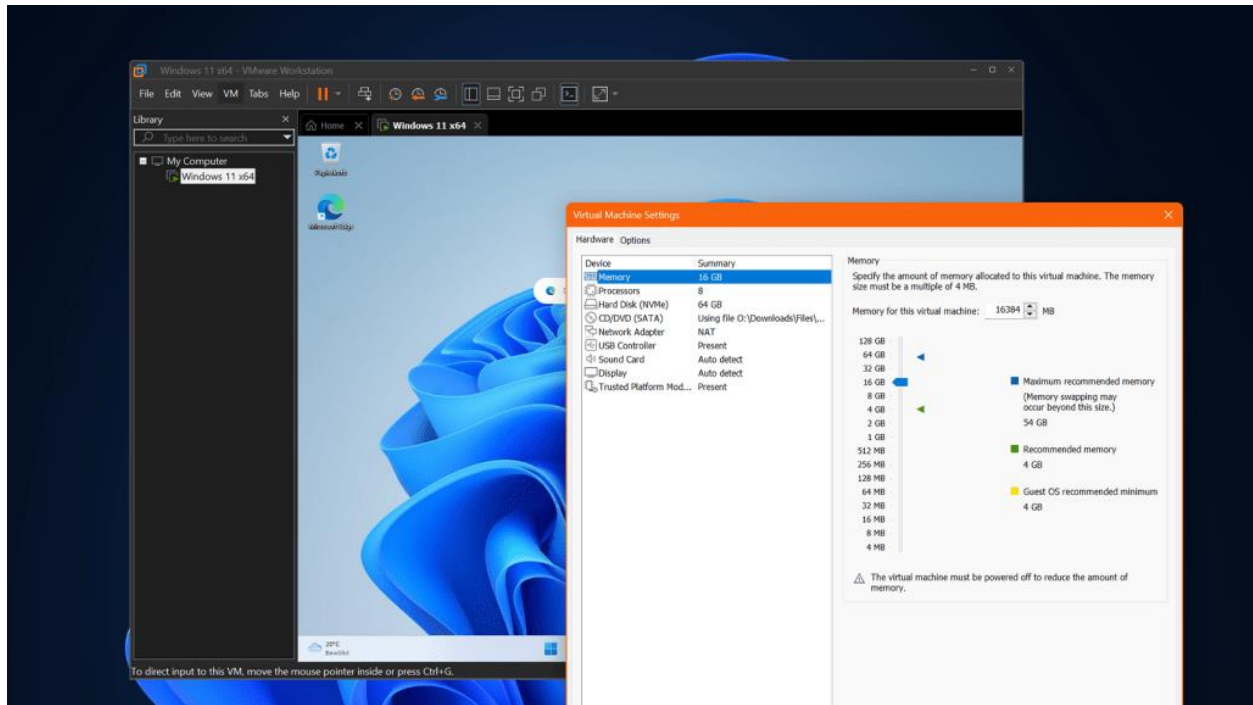 Windows 11 x64 - VMware Workstation
File Edit View VM Tabs Help
Library
Type here to search
My Computer
Windows 11 x64
Home
Windows 11 x64
Papierkorb
Microsoft Edge
20°C
Bewölkt
To direct input to this VM, move the mouse pointer inside or press Ctrl+G.
Virtual Machine Settings
Hardware Options
Device Summary
Memory 16 GB
Processors 8
Hard Disk (NVMe) 64 GB
CD/DVD (SATA) Using file O:\Downloads\Files\,...
Network Adapter NAT
USB Controller Present
Sound Card Auto detect
Display Auto detect
Trusted Platform Mod... Present
Memory
Specify the amount of memory allocated to this virtual machine. The memory
size must be a multiple of 4 MB.
Memory for this virtual machine: 16384 MB
128 GB
64 GB
32 GB
16 GB
8 GB
4 GB
2 GB
1 GB
512 MB
256 MB
128 MB
64 MB
32 MB
16 MB
8 MB
4 MB
Maximum recommended memory
(Memory swapping may
occur beyond this size.)
54 GB
Recommended memory
4 GB
Guest OS recommended minimum
4 GB
The virtual machine must be powered off to reduce the amount of
memory.